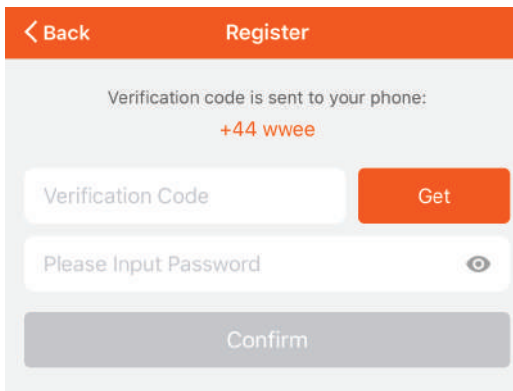 Back Register
Verification code is sent to your phone:
+44 wwee
Verification Code Get
Please Input Password
Confirm